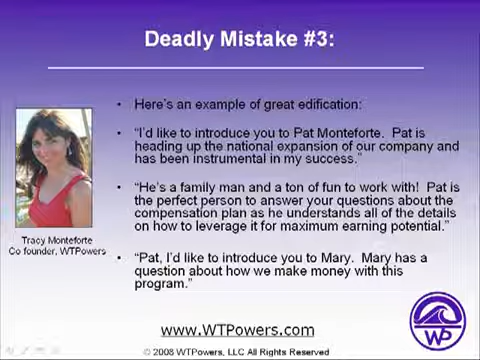 Deadly Mistake #3:
• Here's an example of great edification:
• "I'd like to introduce you to Pat Monteforte. Pat is
heading up the national expansion of our company and
has been instrumental in my success."
• "He's a family man and a ton of fun to work with! Pat is
the perfect person to answer your questions about the
compensation plan as he understands all of the details
on how to leverage it for maximum earning potential."
Tracy Monteforte
Co founder, WTPowers
• "Pat, I'd like to introduce you to Mary. Mary has a
question about how we make money with this
program."
WP
www.WTPowers.com
© 2008 WTPowers, LLC All Rights Reserved